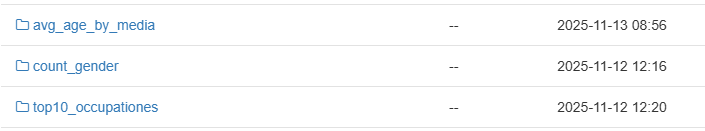 avg_age_by_media -- 2025-11-13 08:56
count_gender -- 2025-11-12 12:16
top10_occupationes -- 2025-11-12 12:20